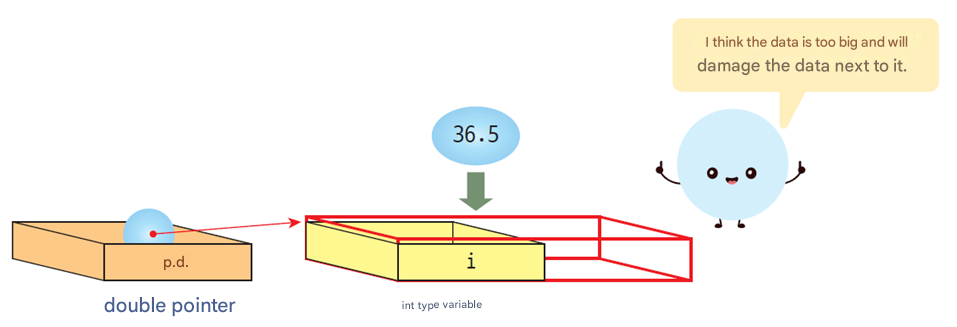 I think the data is too big and will
damage the data next to it.
36.5
p.d.
i
double pointer
int type variable